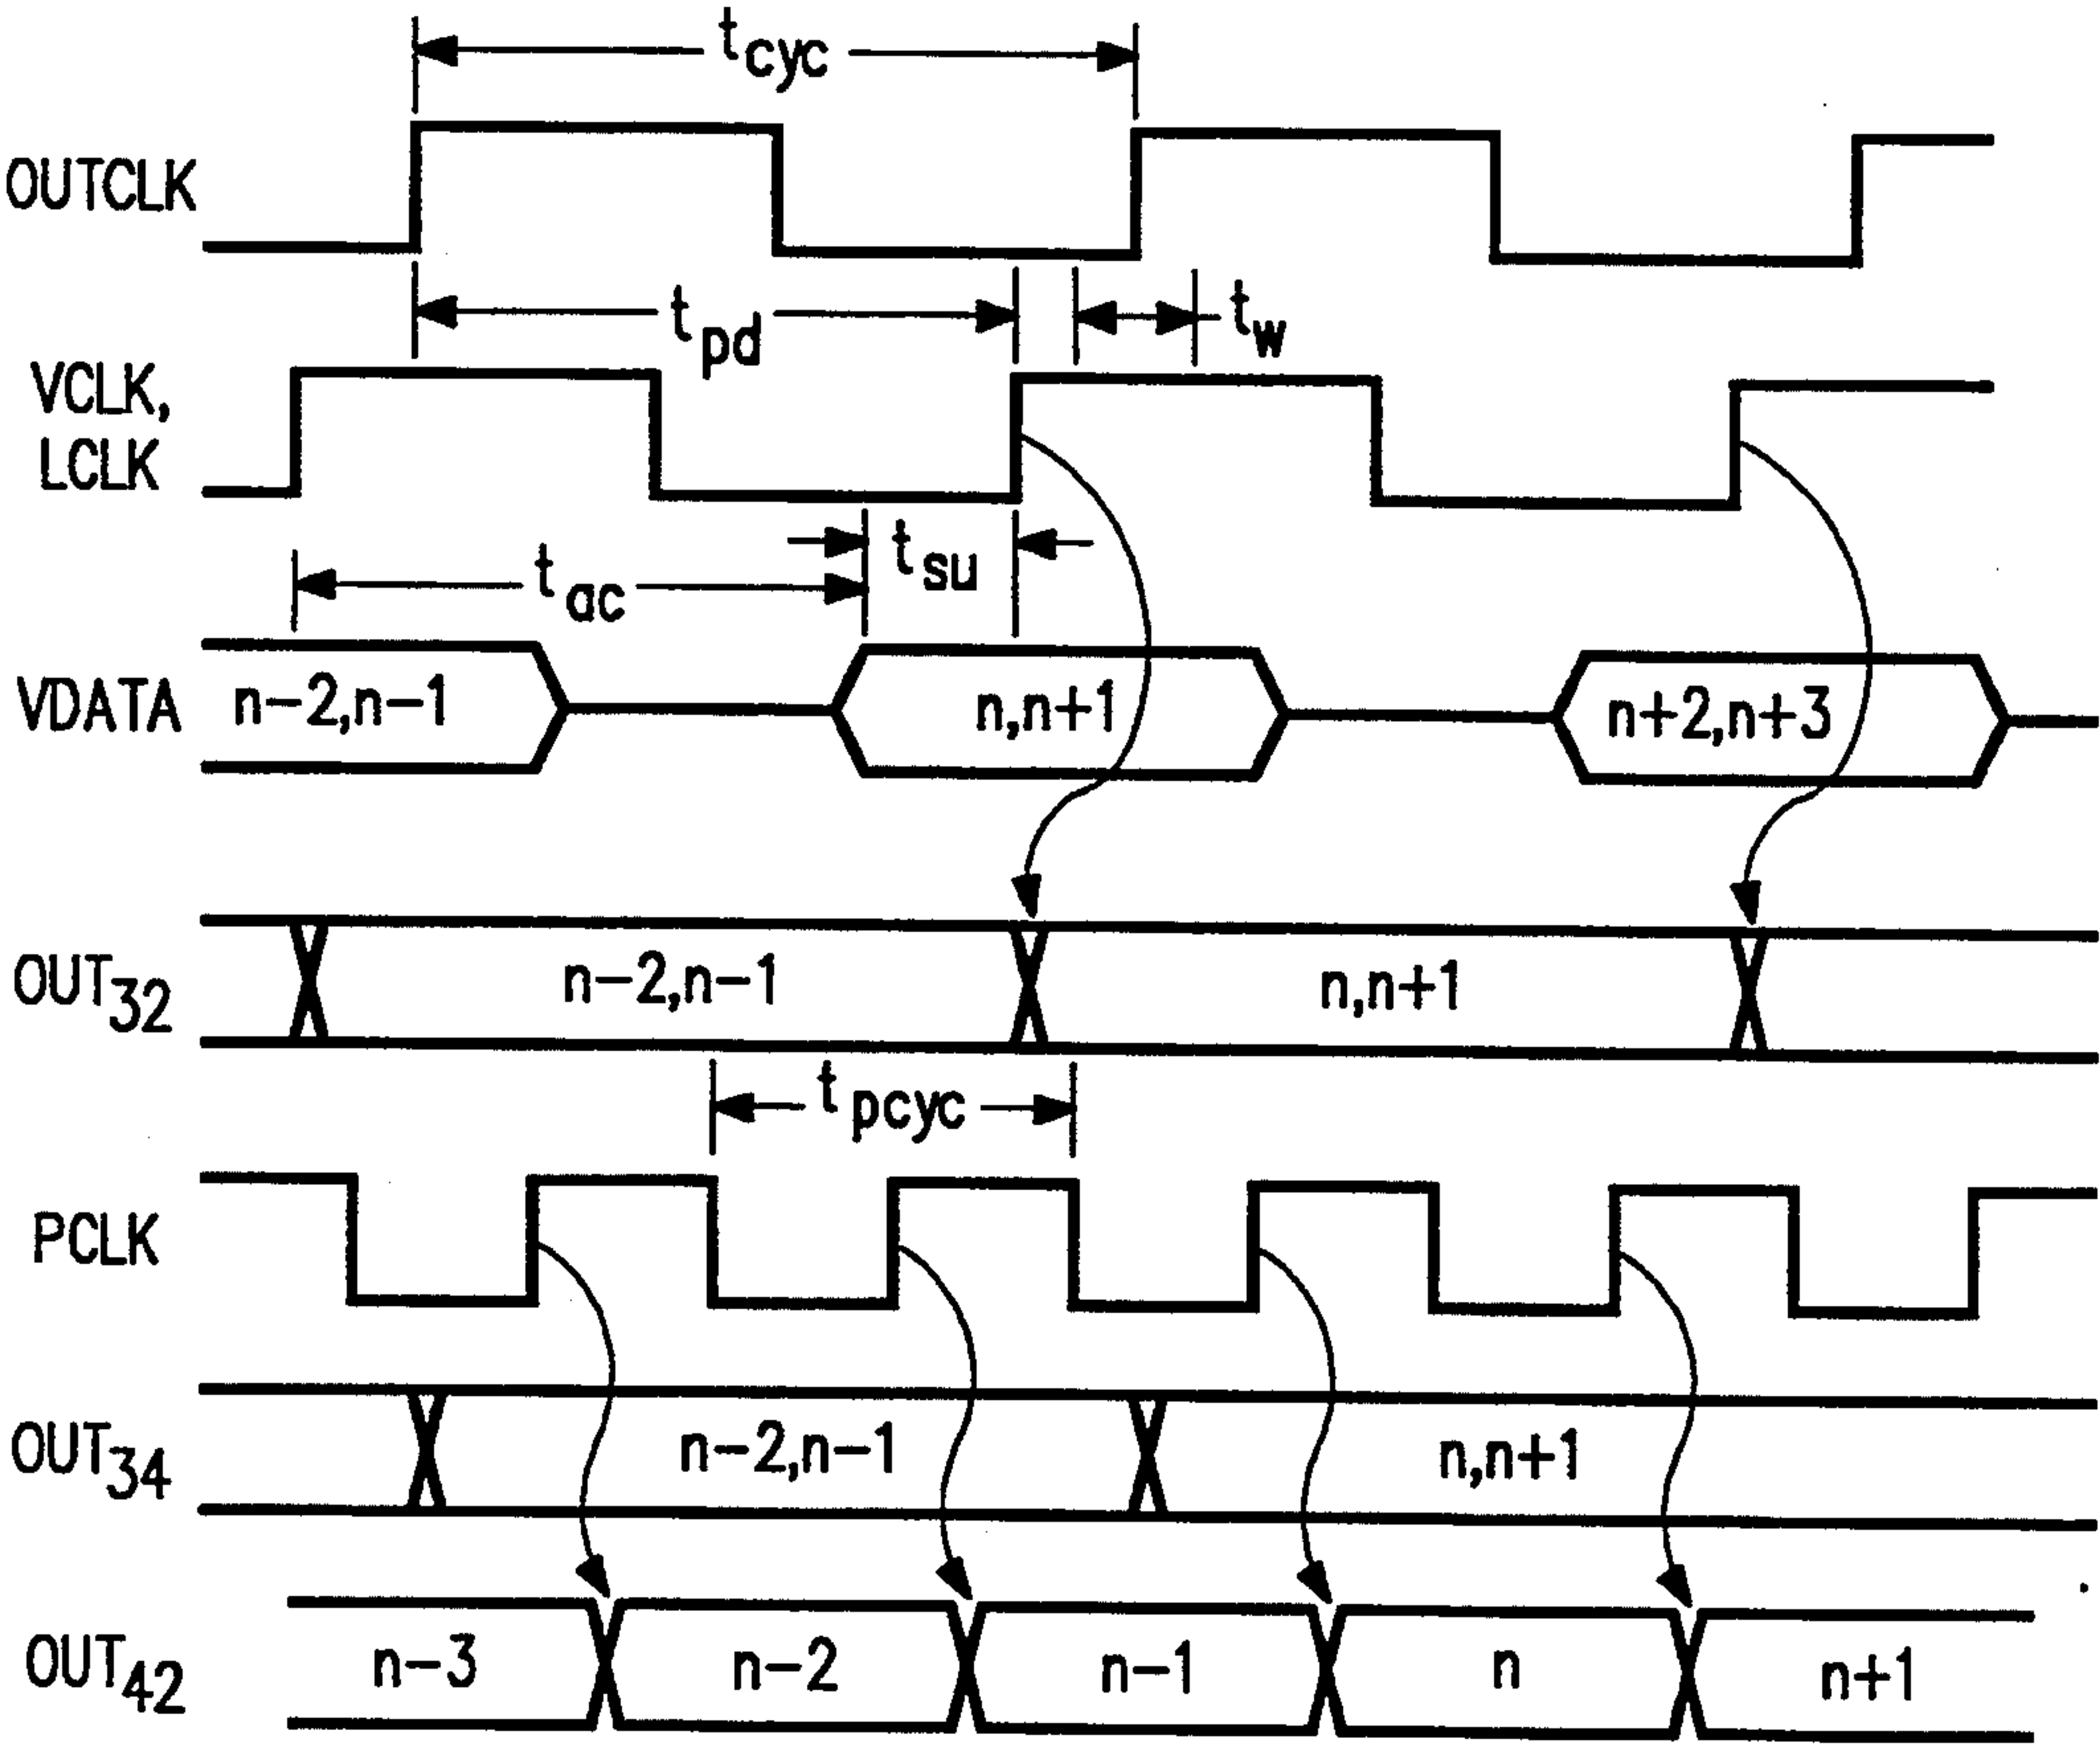 tcyc
OUTCLK
tpd
tw
VCLK,
LCLK
tsu
tac
VDATA n-2,n-1 n,n+1 n+2,n+3
OUT32 n-2,n-1 n,n+1
tpcyc
PCLK
OUT34 n-2,n-1 n,n+1
OUT42 n-3 n-2 n-1 n n+1